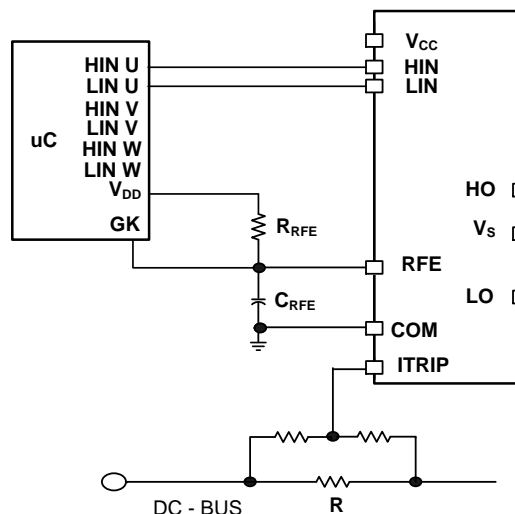 uC
HIN U
LIN U
HIN V
LIN V
HIN W
LIN W
VDD
GK
RRFE
CRFE
VCC
HIN
LIN
HO
VS
RFE
LO
COM
ITRIP
DC - BUS
R